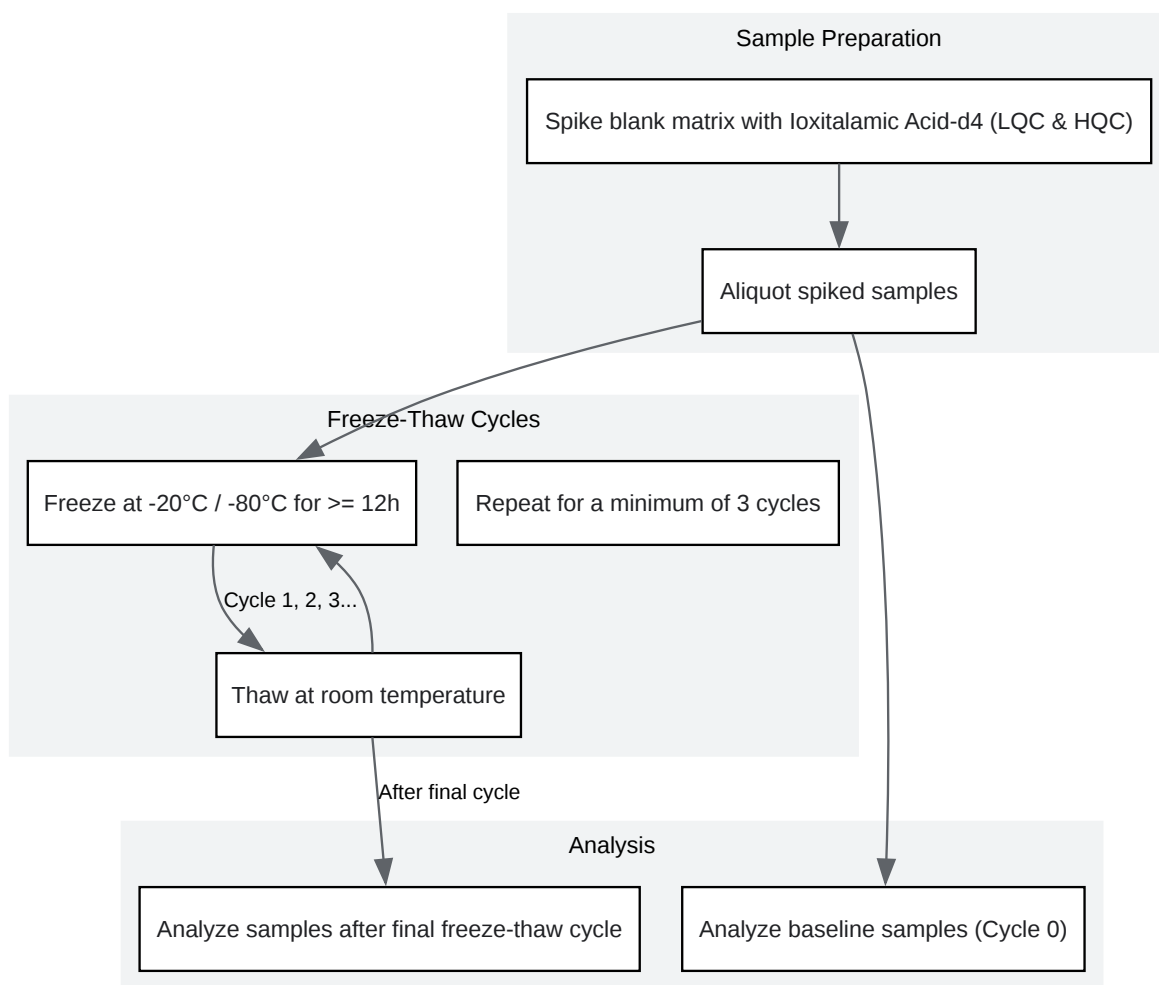 Sample Preparation
Spike blank matrix with Ioxitalamic Acid-d4 (LQC & HQC)
Aliquot spiked samples
Freeze-Thaw Cycles
Freeze at -20°C / -80°C for >= 12h
Repeat for a minimum of 3 cycles
Cycle 1, 2, 3...
Thaw at room temperature
After final cycle
Analysis
Analyze samples after final freeze-thaw cycle
Analyze baseline samples (Cycle 0)